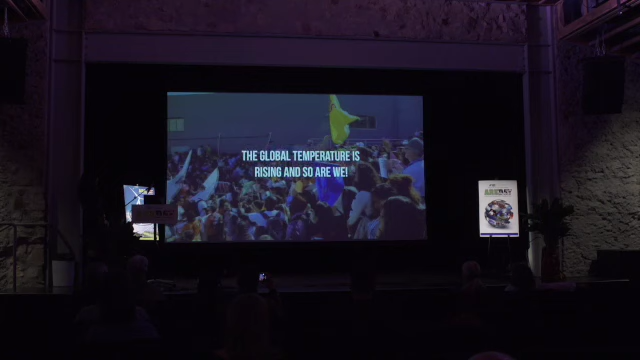 THE GLOBAL TEMPERATURE IS
RISING AND SO ARE WE!